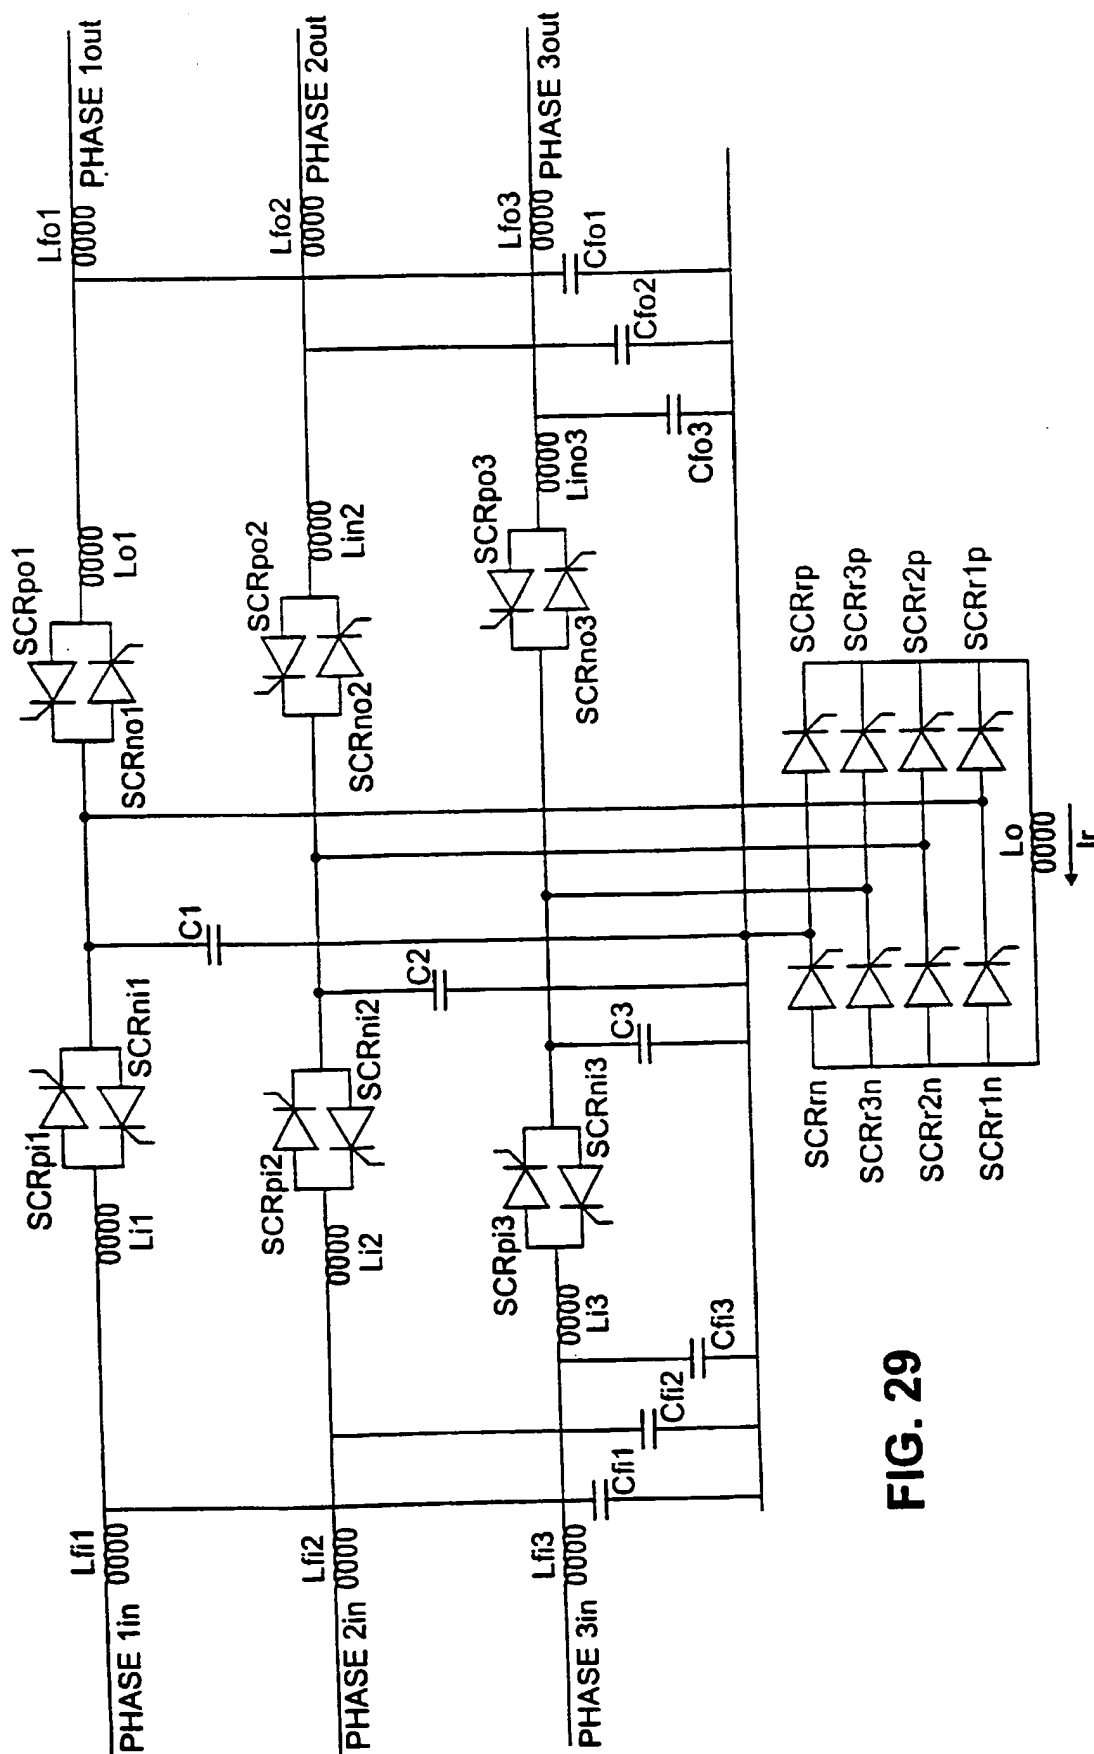 PHASE 1in
Lfi1
Li1
SCRpi1
SCRni1
C1
SCRpo1
SCRno1
Lo1
Lfo1
PHASE 1out
PHASE 2in
Lfi2
Li2
SCRpi2
SCRni2
C2
SCRpo2
SCRno2
Lin2
Lfo2
PHASE 2out
PHASE 3in
Lfi3
Li3
SCRpi3
SCRni3
C3
SCRpo3
SCRno3
Lino3
Lfo3
PHASE 3out
Cfi1
Cfi2
Cfi3
Cfo3
Cfo2
Cfo1
SCRrn
SCRrp
SCRr3n
SCRr3p
SCRr2n
SCRr2p
SCRr1n
SCRr1p
Lo
Ir
FIG. 29